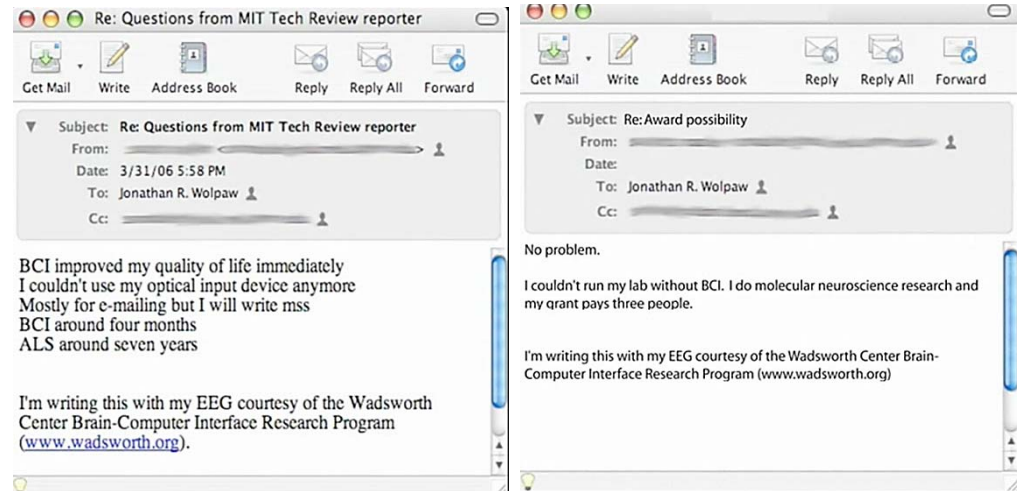 Re: Questions from MIT Tech Review reporter
Get Mail Write Address Book Reply Reply All Forward
Subject: Re: Questions from MIT Tech Review reporter
From:
Date: 3/31/06 5:58 PM
To: Jonathan R. Wolpaw
Cc:
BCI improved my quality of life immediately
I couldn't use my optical input device anymore
Mostly for e-mailing but I will write mss
BCI around four months
ALS around seven years
I'm writing this with my EEG courtesy of the Wadsworth
Center Brain-Computer Interface Research Program
(www.wadsworth.org).
Get Mail Write Address Book Reply Reply All Forward
Subject: Re: Award possibility
From:
Date:
To: Jonathan R. Wolpaw
Cc:
No problem.
I couldn't run my lab without BCI. I do molecular neuroscience research and
my grant pays three people.
I'm writing this with my EEG courtesy of the Wadsworth Center Brain-
Computer Interface Research Program (www.wadsworth.org)